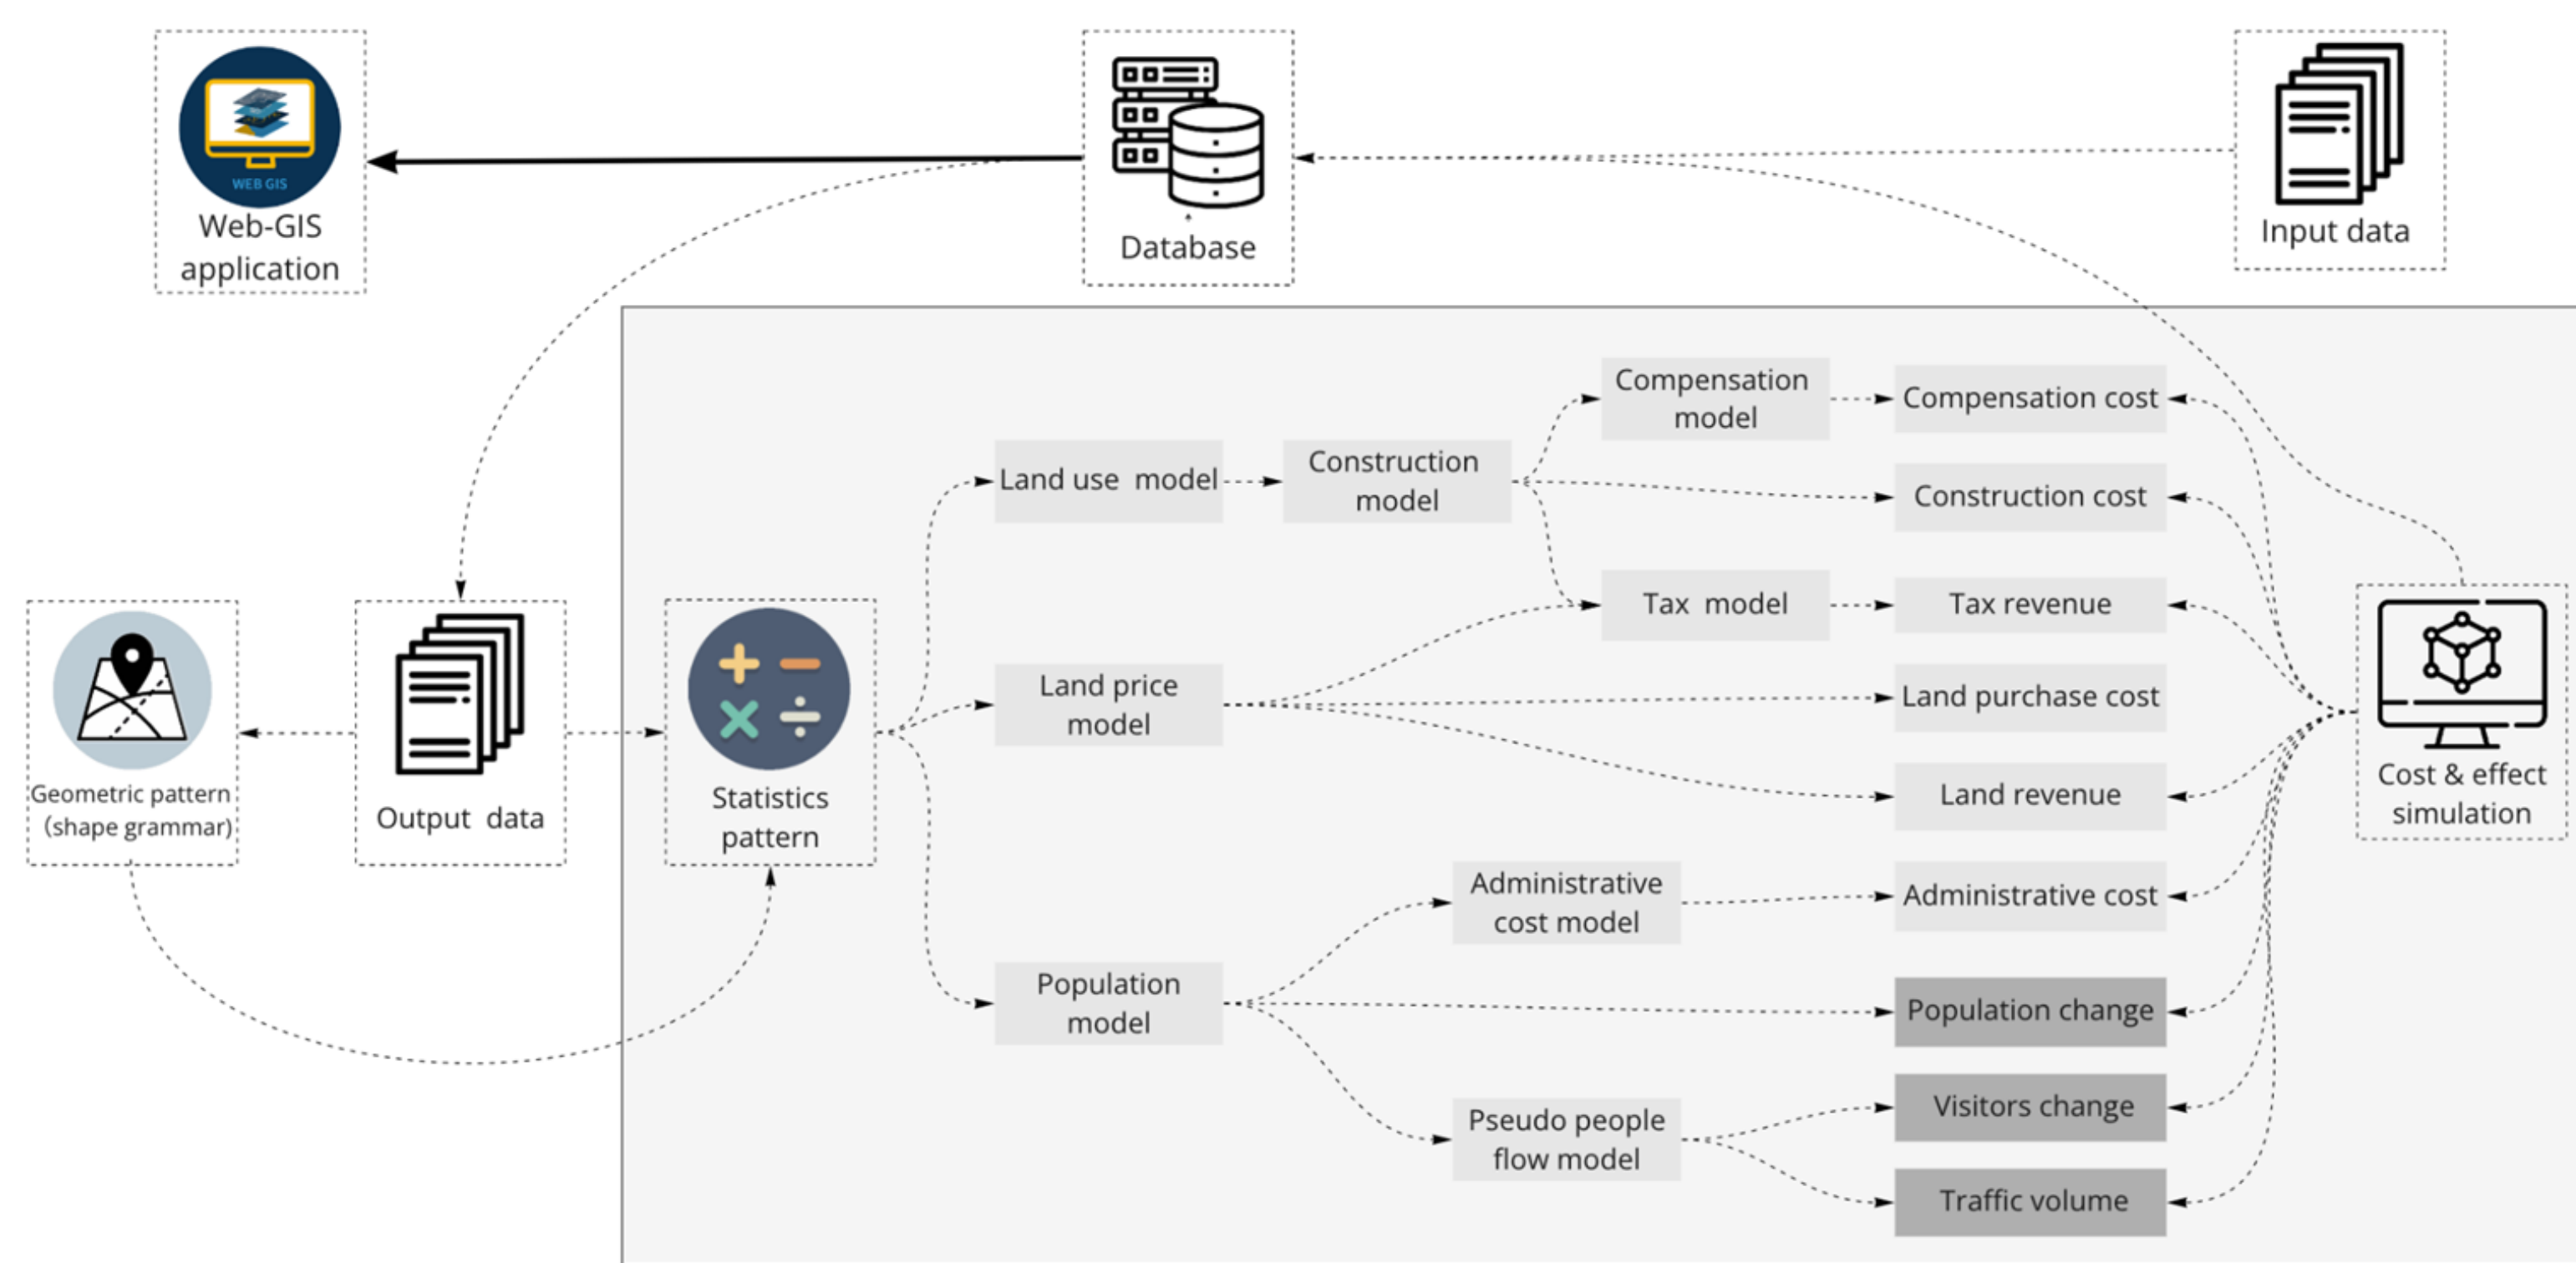 WEB GIS
Web-GIS
application
Database
Input data
Compensation
model
Compensation cost
Land use model
Construction
model
Construction cost
Tax model
Tax revenue
Geometric pattern
(shape grammar)
Output data
Statistics
pattern
Land price
model
Land purchase cost
Land revenue
Cost & effect
simulation
Administrative
cost model
Administrative cost
Population
model
Population change
Pseudo people
flow model
Visitors change
Traffic volume